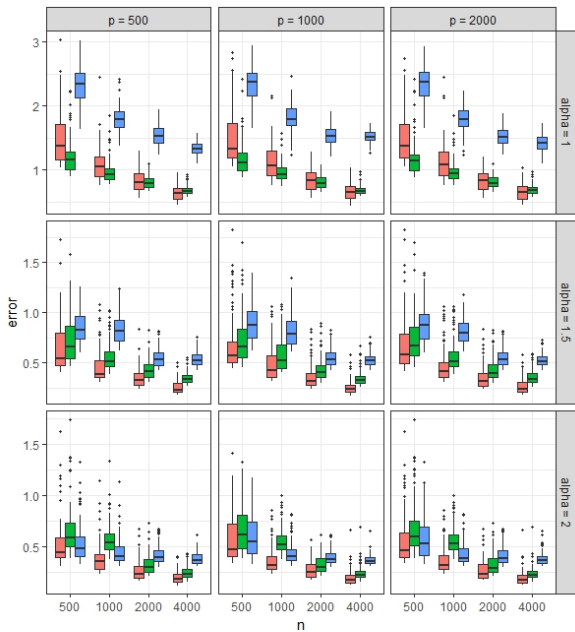 p = 500
p = 1000
p = 2000
3
2
1
alpha = 1
1.5
1.0
0.5
alpha = 1.5
error
1.5
1.0
0.5
alpha = 2
500 1000 2000 4000
500 1000 2000 4000
500 1000 2000 4000
n